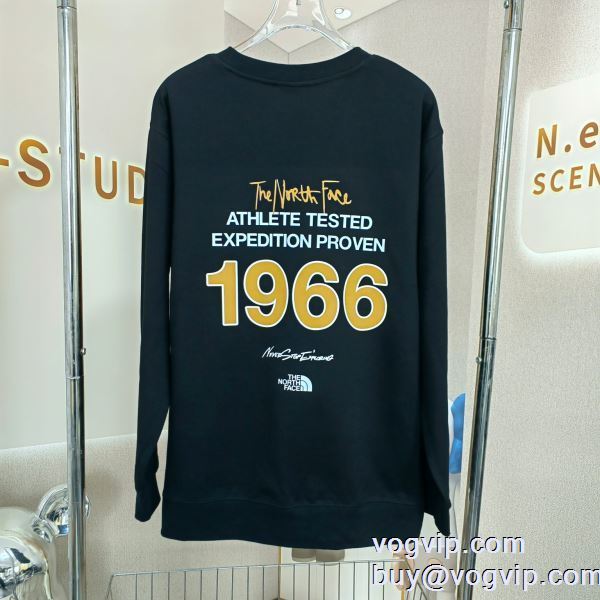 -STUD
N.e
SCEN
The North Face
ATHLETE TESTED
EXPEDITION PROVEN
1966
Never Stop Exploring
THE
NORTH
FACE
vogvip.com
buy@vogvip.com